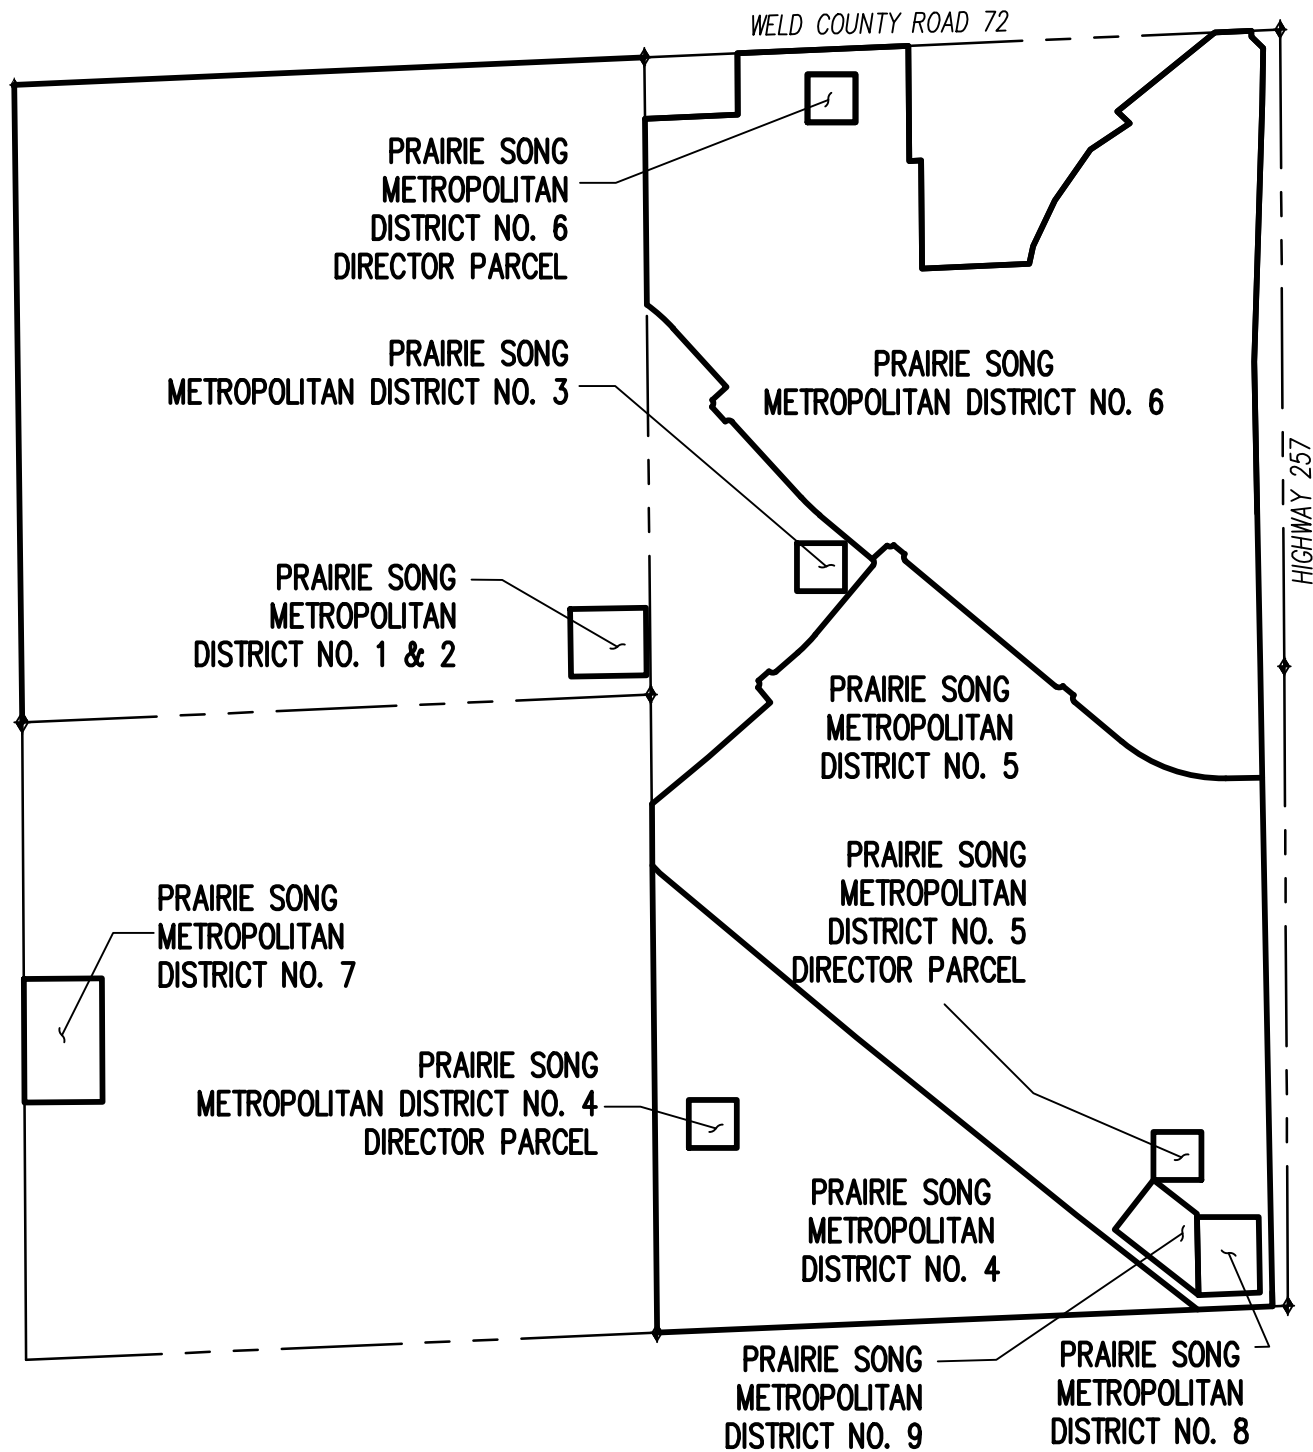 WELD COUNTY ROAD 72
PRAIRIE SONG
METROPOLITAN
DISTRICT NO. 6
DIRECTOR PARCEL
PRAIRIE SONG
METROPOLITAN DISTRICT NO. 3
PRAIRIE SONG
METROPOLITAN DISTRICT NO. 6
HIGHWAY 257
PRAIRIE SONG
METROPOLITAN
DISTRICT NO. 1 & 2
PRAIRIE SONG
METROPOLITAN
DISTRICT NO. 5
PRAIRIE SONG
METROPOLITAN
DISTRICT NO. 5
DIRECTOR PARCEL
PRAIRIE SONG
METROPOLITAN
DISTRICT NO. 7
PRAIRIE SONG
METROPOLITAN DISTRICT NO. 4
DIRECTOR PARCEL
PRAIRIE SONG
METROPOLITAN
DISTRICT NO. 4
PRAIRIE SONG
METROPOLITAN
DISTRICT NO. 9
PRAIRIE SONG
METROPOLITAN
DISTRICT NO. 8